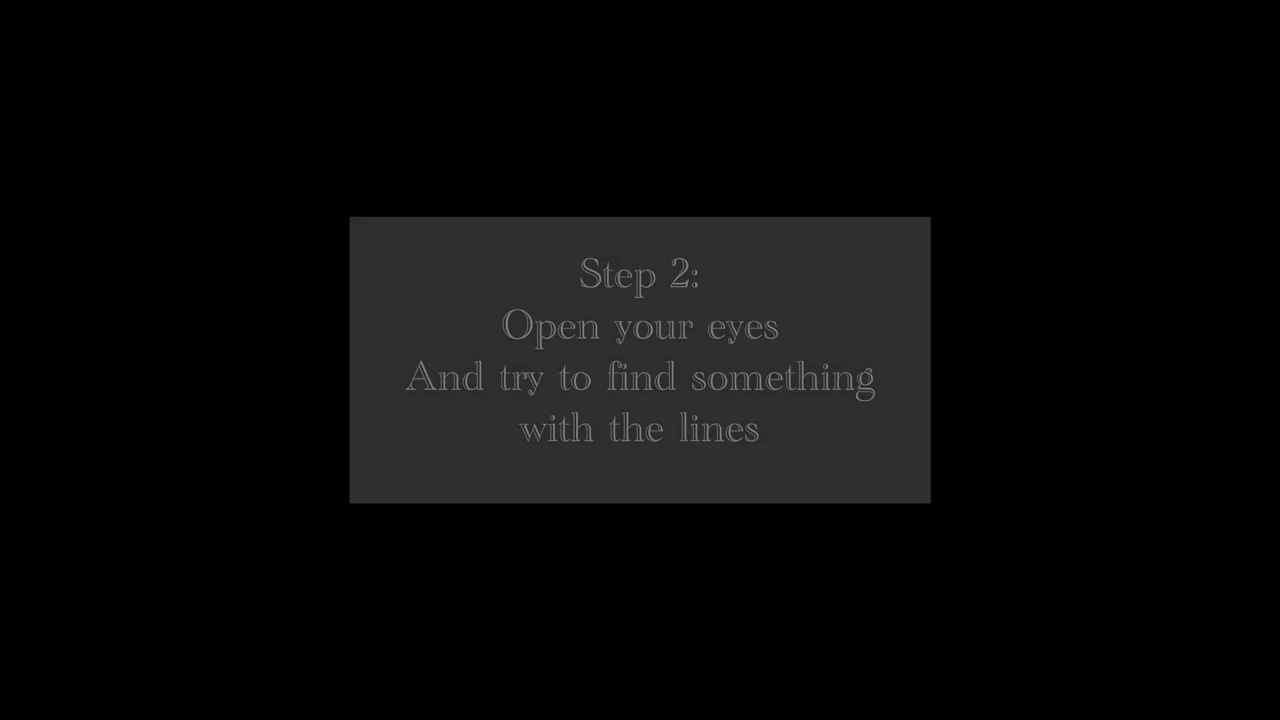 Step 2:
Open your eyes
And try to find something
with the lines